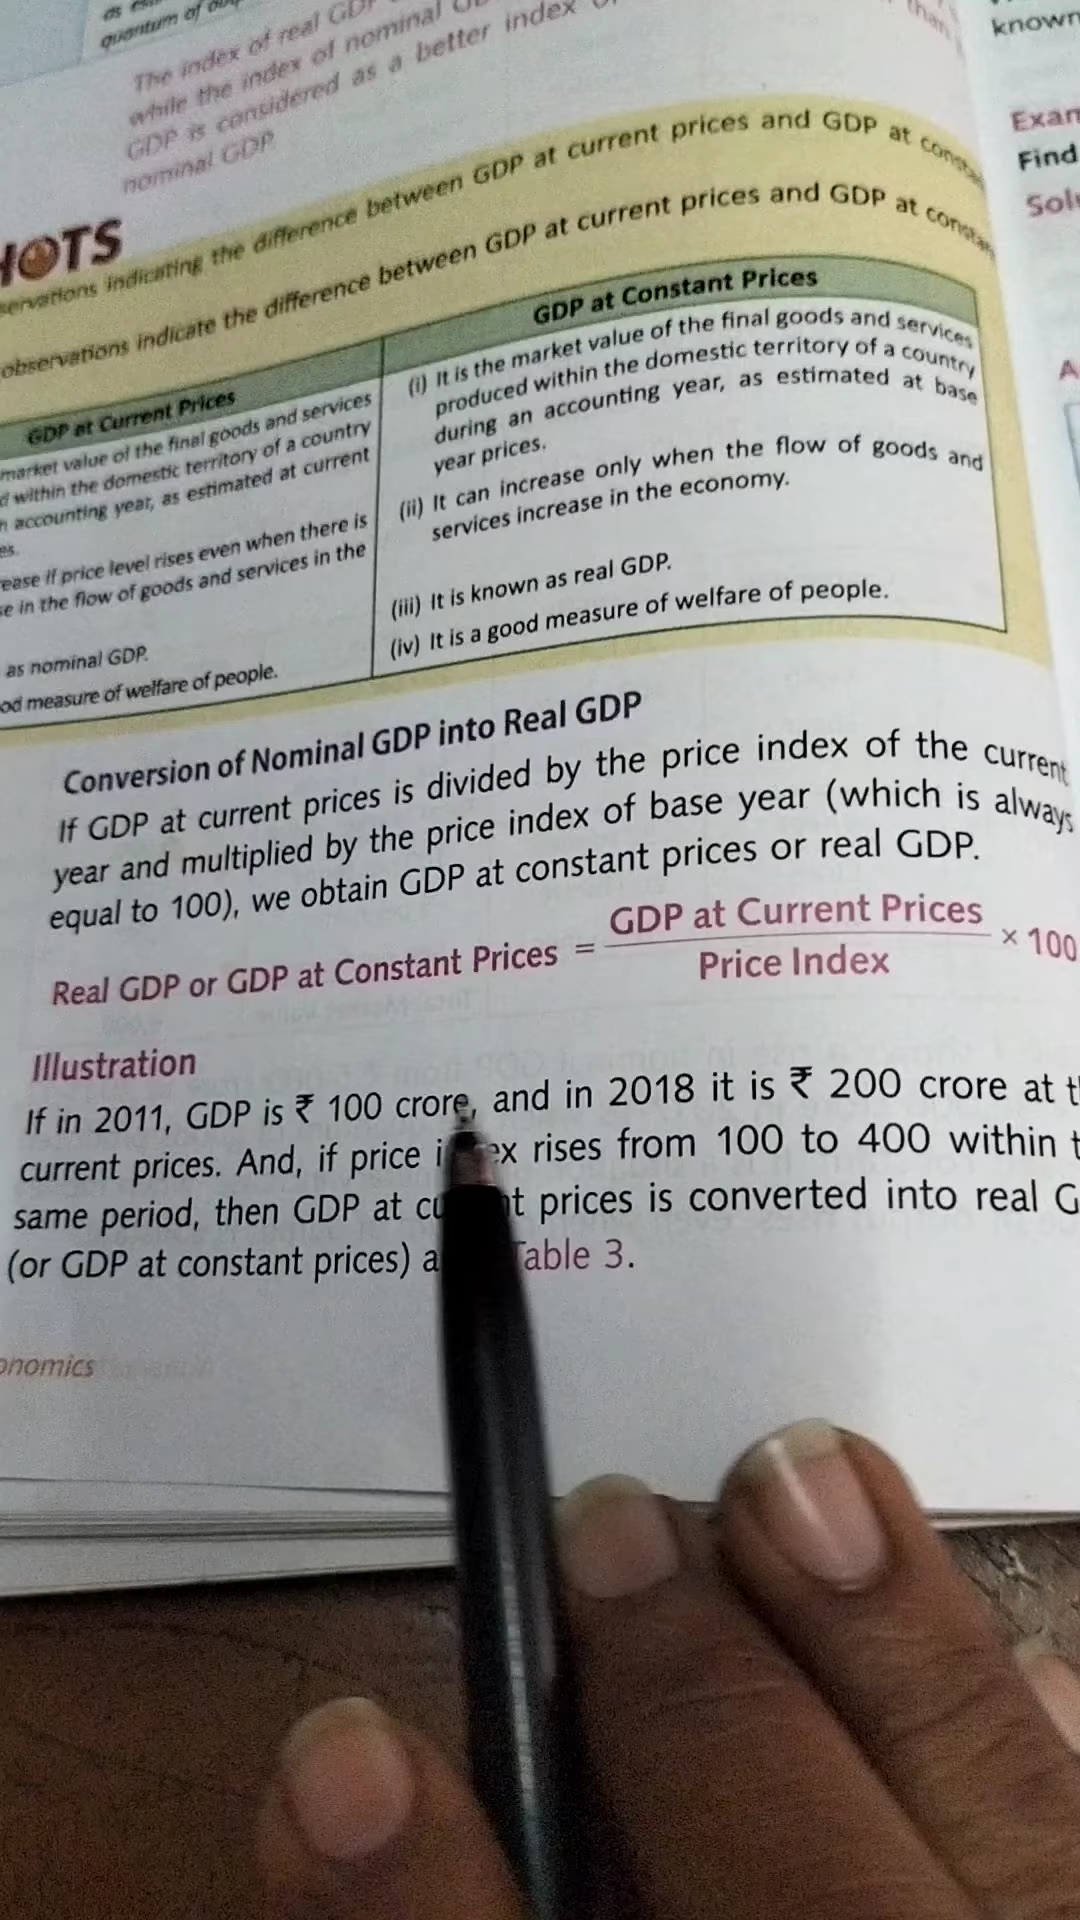 quantum of
The index of real GDP
while the index of nominal
GDP is considered as a better index
nominal GDP
HOTS
servations indicating the difference between GDP at current prices and GDP at consta
observations indicate the difference between GDP at current prices and GDP at constan
GDP at Current Prices
market value of the final goods and services
d within the domestic territory of a country
n accounting year, as estimated at current
es.
rease if price level rises even when there is
se in the flow of goods and services in the
as nominal GDP.
od measure of welfare of people.
GDP at Constant Prices
(i) It is the market value of the final goods and services
produced within the domestic territory of a country
during an accounting year, as estimated at base
year prices.
(ii) It can increase only when the flow of goods and
services increase in the economy.
(iii) It is known as real GDP.
(iv) It is a good measure of welfare of people.
Conversion of Nominal GDP into Real GDP
If GDP at current prices is divided by the price index of the current
year and multiplied by the price index of base year (which is always
equal to 100), we obtain GDP at constant prices or real GDP.
Real GDP or GDP at Constant Prices = GDP at Current Prices / Price Index × 100
Illustration
If in 2011, GDP is ₹ 100 crore, and in 2018 it is ₹ 200 crore at t
current prices. And, if price i ex rises from 100 to 400 within t
same period, then GDP at cu t prices is converted into real G
(or GDP at constant prices) a Table 3.
onomics
than
known
Exam
Find
Solu
A